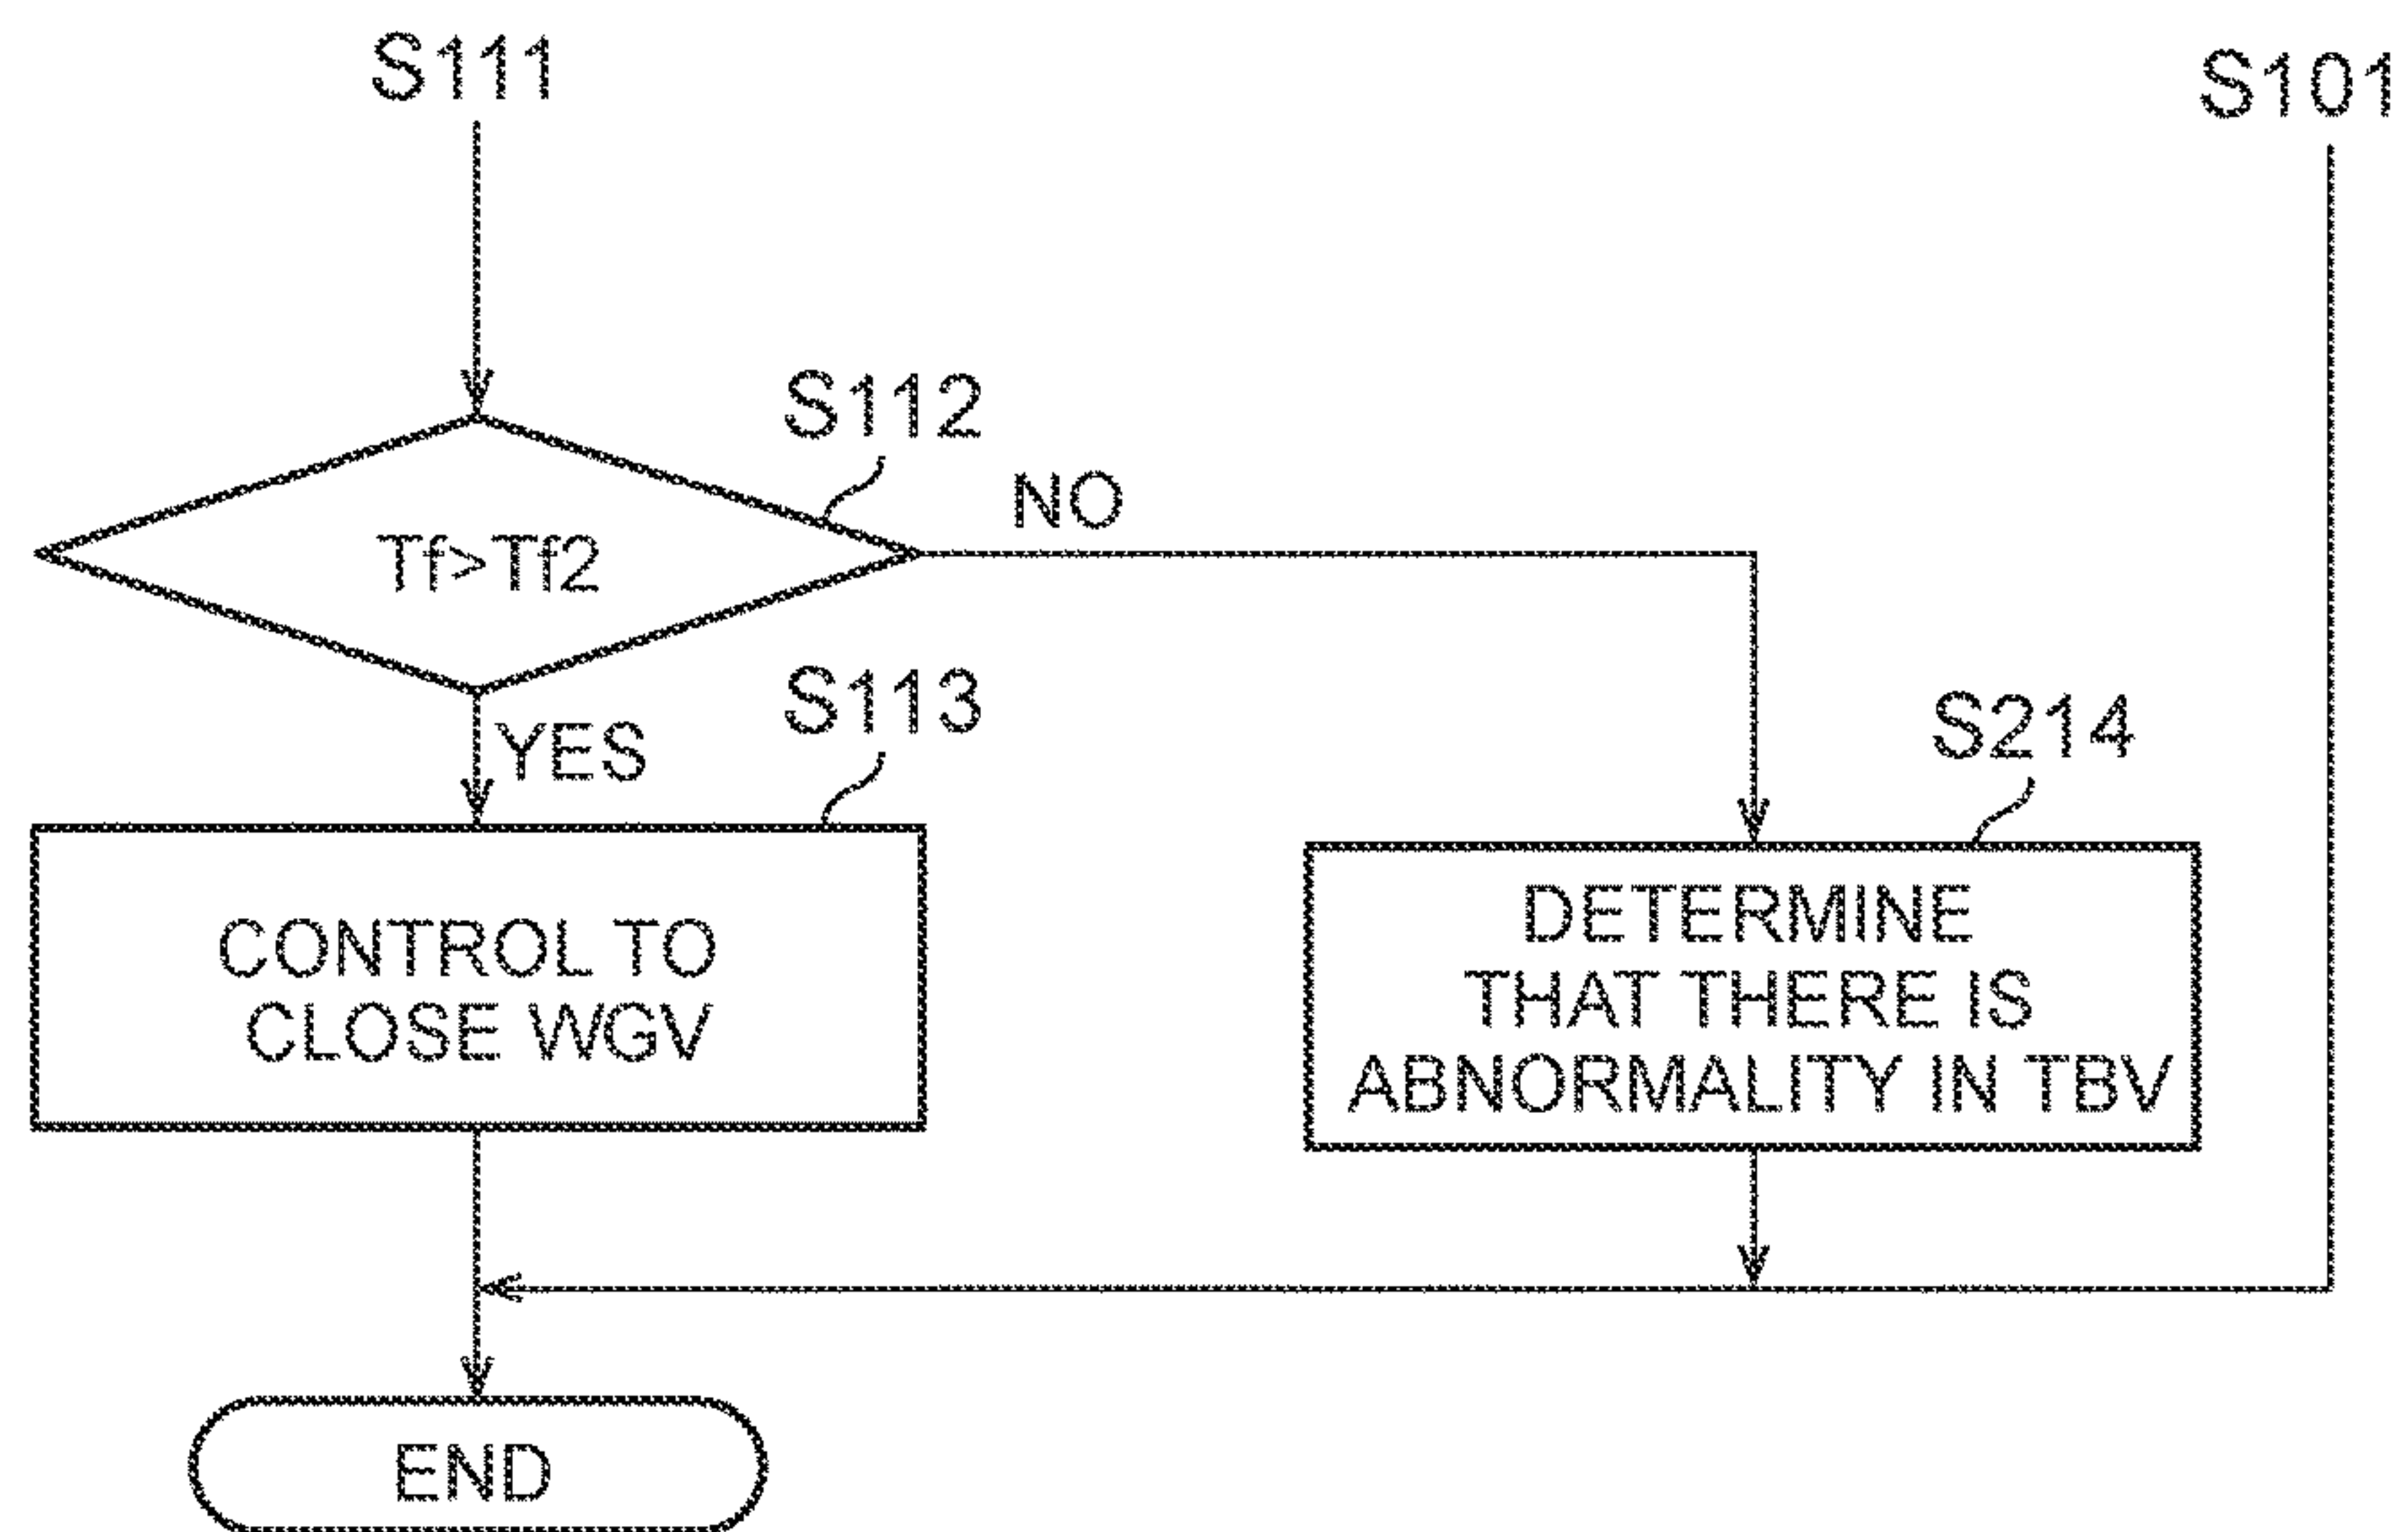 S111
S101
S112
NO
Tf>Tf2
YES
S113
S214
CONTROL TO
CLOSE WGV
DETERMINE
THAT THERE IS
ABNORMALITY IN TBV
END